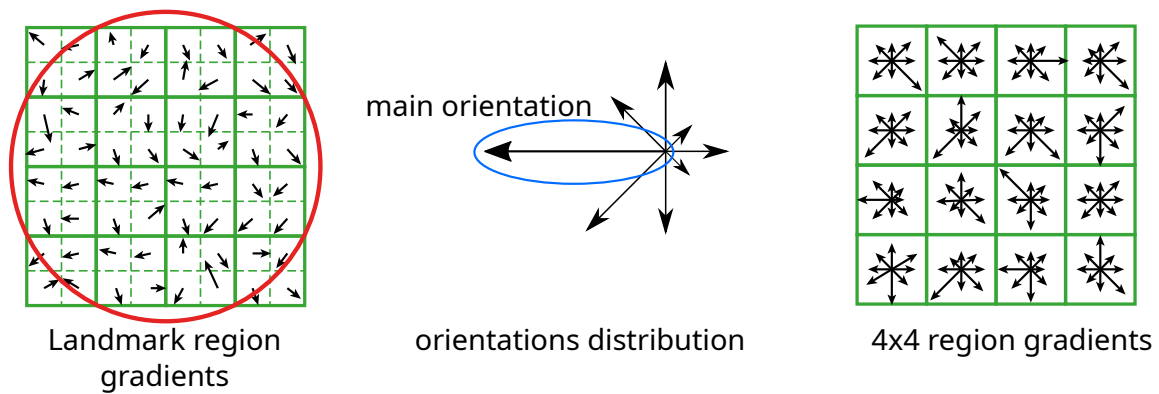 main orientation
Landmark region
gradients
orientations distribution
4x4 region gradients